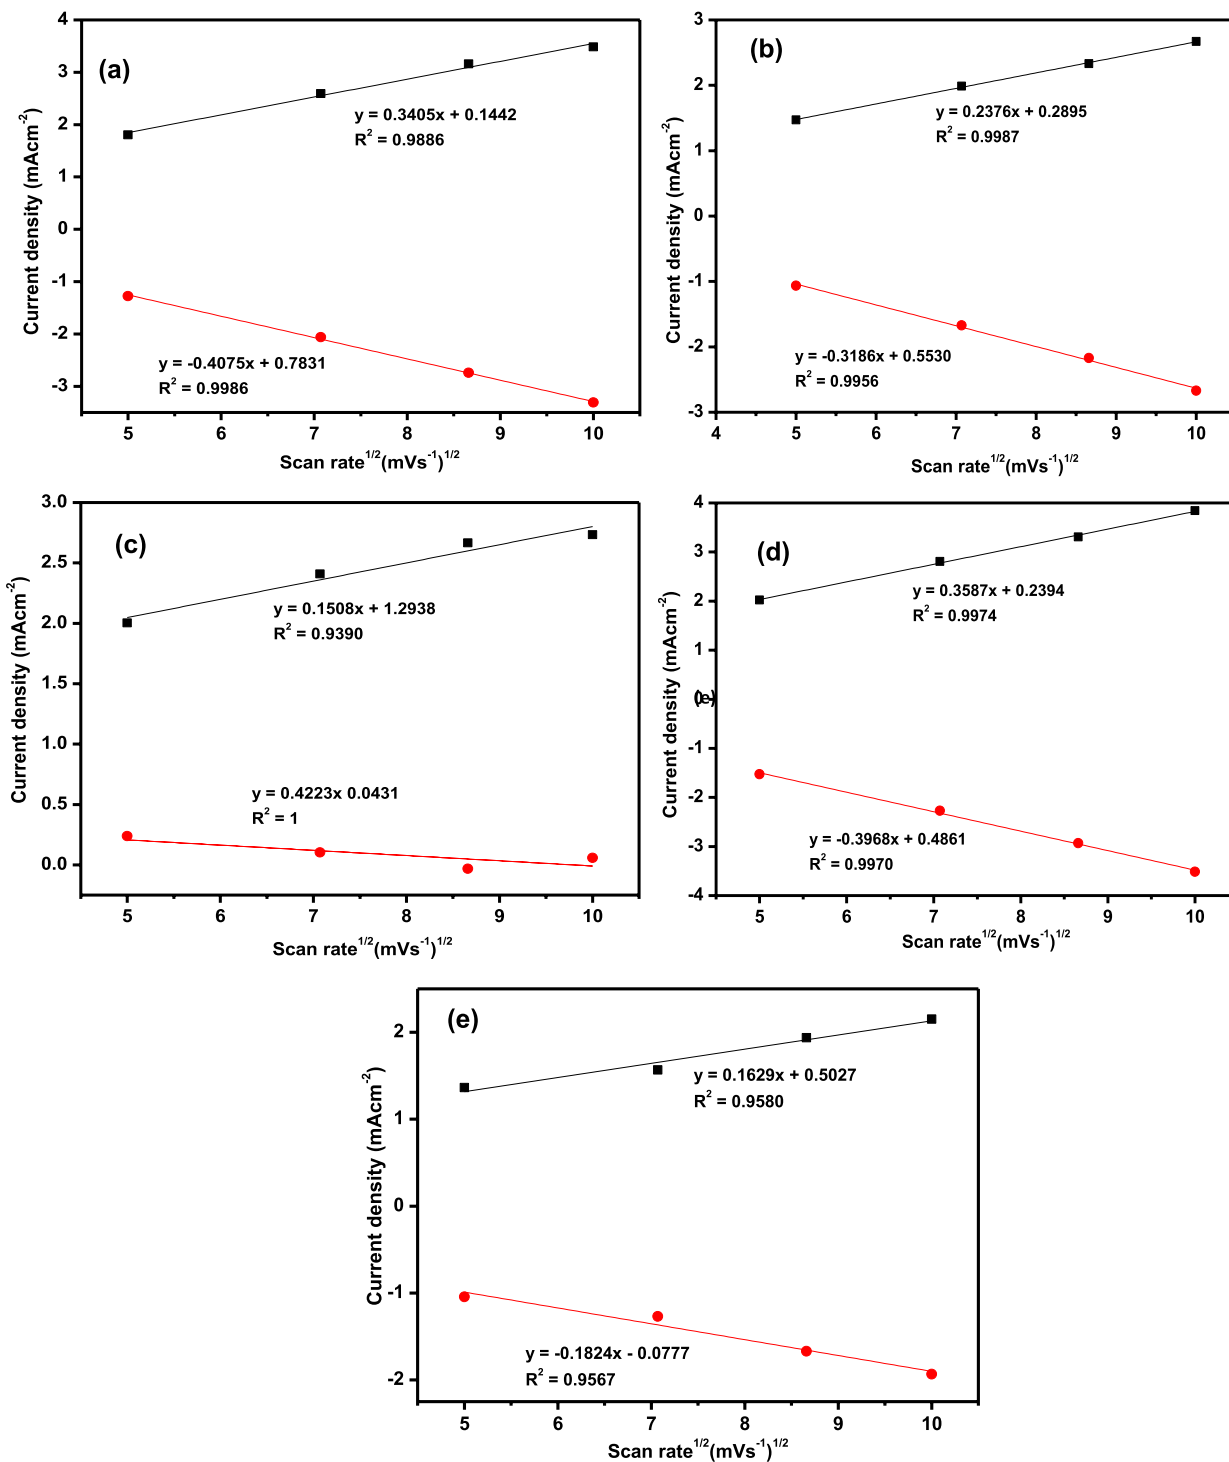 (a)
4
3
2
1
0
-1
-2
-3
Current density (mAcm-2)
y = 0.3405x + 0.1442
R2 = 0.9886
y = -0.4075x + 0.7831
R2 = 0.9986
5 6 7 8 9 10
Scan rate1/2(mVs-1)1/2
(b)
3
2
1
0
-1
-2
-3
Current density (mAcm-2)
y = 0.2376x + 0.2895
R2 = 0.9987
y = -0.3186x + 0.5530
R2 = 0.9956
4 5 6 7 8 9 10
Scan rate1/2(mVs-1)1/2
(c)
3.0
2.5
2.0
1.5
1.0
0.5
0.0
Current density (mAcm-2)
y = 0.1508x + 1.2938
R2 = 0.9390
y = 0.4223x 0.0431
R2 = 1
5 6 7 8 9 10
Scan rate1/2(mVs-1)1/2
(d)
4
3
2
1
0
-1
-2
-3
-4
Current density (mAcm-2)
(e)
y = 0.3587x + 0.2394
R2 = 0.9974
y = -0.3968x + 0.4861
R2 = 0.9970
5 6 7 8 9 10
Scan rate1/2(mVs-1)1/2
(e)
2
1
0
-1
-2
Current density (mAcm-2)
y = 0.1629x + 0.5027
R2 = 0.9580
y = -0.1824x - 0.0777
R2 = 0.9567
5 6 7 8 9 10
Scan rate1/2(mVs-1)1/2